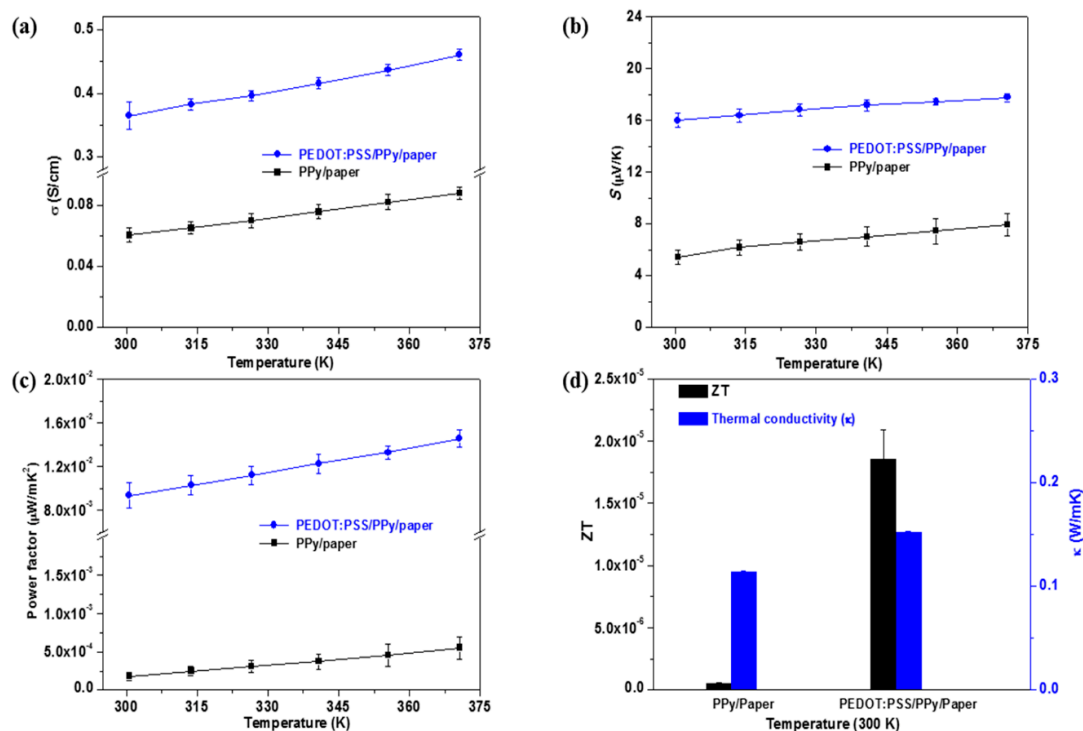 (a)
0.5
0.4
0.3
0.08
0.04
0.00
σ (S/cm)
PEDOT:PSS/PPy/paper
PPy/paper
300 315 330 345 360 375
Temperature (K)
(b)
24
20
16
12
8
4
0
S (μV/K)
PEDOT:PSS/PPy/paper
PPy/paper
300 315 330 345 360 375
Temperature (K)
(c)
2.0x10⁻²
1.6x10⁻²
1.2x10⁻²
8.0x10⁻³
1.5x10⁻³
1.0x10⁻³
5.0x10⁻⁴
0.0
Power factor (μW/mK²)
PEDOT:PSS/PPy/paper
PPy/paper
300 315 330 345 360 375
Temperature (K)
(d)
2.5x10⁻⁵
2.0x10⁻⁵
1.5x10⁻⁵
1.0x10⁻⁵
5.0x10⁻⁶
0.0
ZT
ZT
Thermal conductivity (κ)
0.3
0.2
0.1
0.0
κ (W/mK)
PPy/Paper PEDOT:PSS/PPy/Paper
Temperature (300 K)